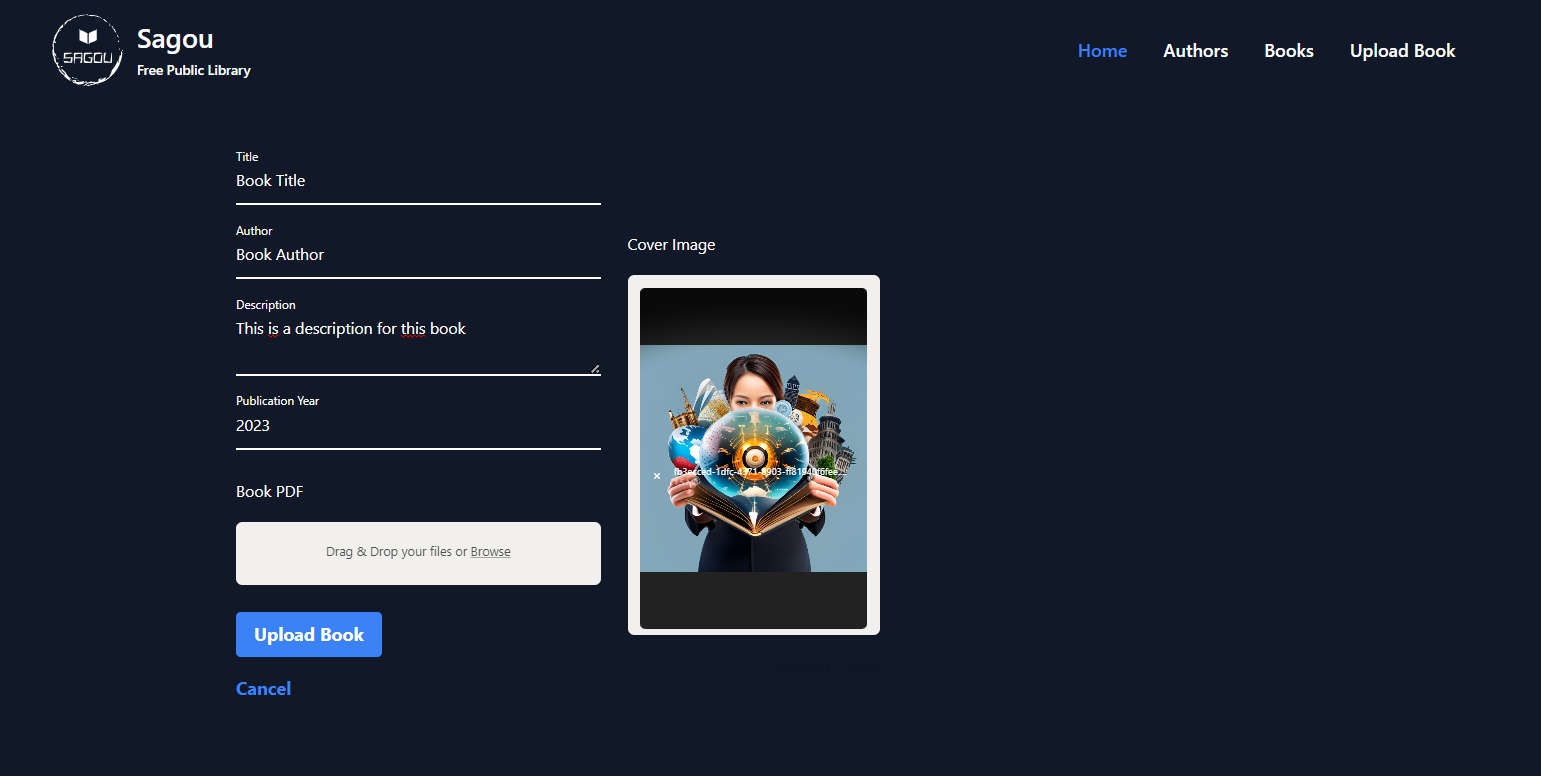 SAGOU
Sagou
Free Public Library
Home
Authors
Books
Upload Book
Title
Book Title
Author
Book Author
Description
This is a description for this book
Publication Year
2023
Book PDF
Drag & Drop your files or Browse
Upload Book
Cancel
Cover Image